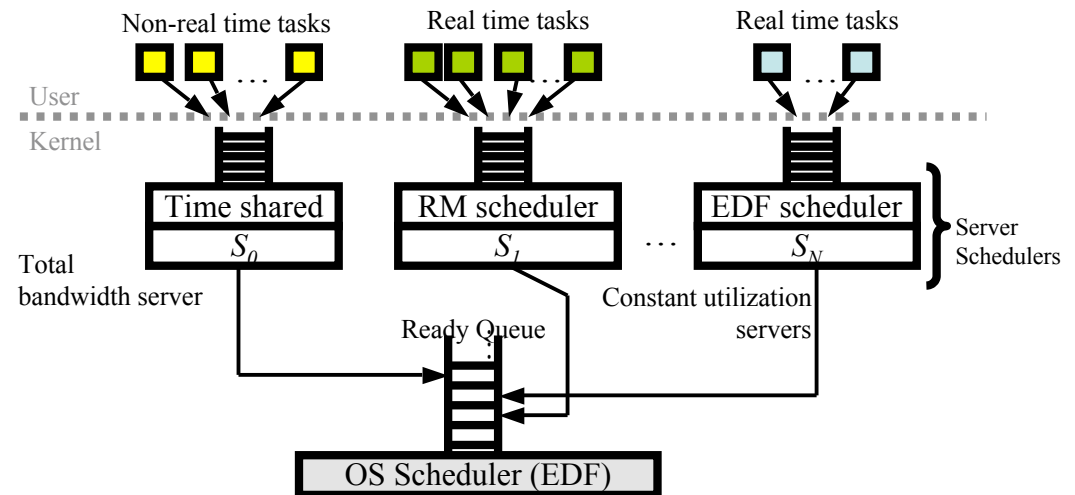 Non-real time tasks
Real time tasks
Real time tasks
...
...
...
User
Kernel
Time shared
RM scheduler
EDF scheduler
S0
S1
...
SN
Server
Schedulers
Total
bandwidth server
Constant utilization
servers
Ready Queue
OS Scheduler (EDF)